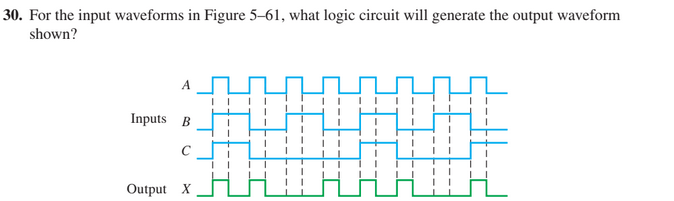 30. For the input waveforms in Figure 5–61, what logic circuit will generate the output waveform
shown?
A
Inputs B
C
Output X